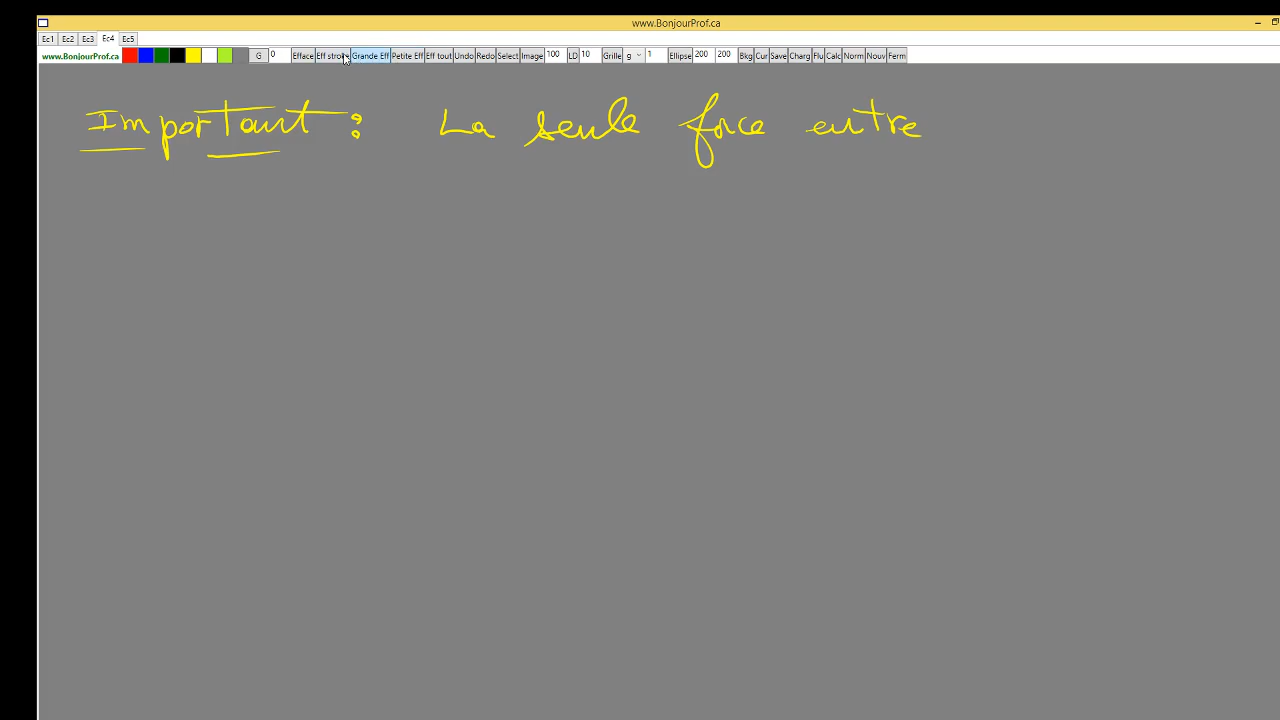 www.BonjourProf.ca
Ec1 Ec2 Ec3 Ec4 Ec5
www.BonjourProf.ca G 0 Efface Eff stroke Grande Eff Petite Eff Eff tout Undo Redo Select Image 100 LD 10 Grille g 1 Ellipse 200 200 Bkg Cur Save Charg Flu Calc Norm Nouv Ferm
Important : La seule force entre